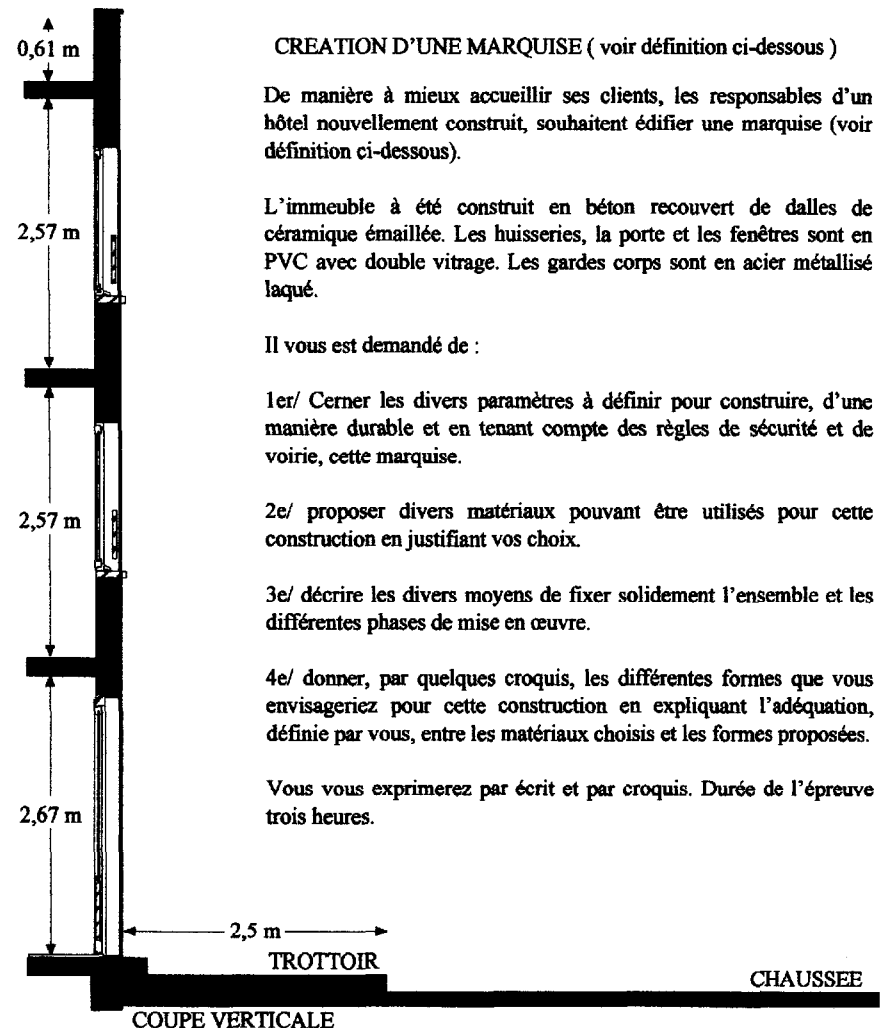 0,61 m
CREATION D'UNE MARQUISE ( voir définition ci-dessous )
De manière à mieux accueillir ses clients, les responsables d'un
hôtel nouvellement construit, souhaitent édifier une marquise (voir
définition ci-dessous).
L'immeuble à été construit en béton recouvert de dalles de
céramique émaillée. Les huisseries, la porte et les fenêtres sont en
PVC avec double vitrage. Les gardes corps sont en acier métallisé
laqué.
2,57 m
Il vous est demandé de :
1er/ Cerner les divers paramètres à définir pour construire, d'une
manière durable et en tenant compte des règles de sécurité et de
voirie, cette marquise.
2e/ proposer divers matériaux pouvant être utilisés pour cette
construction en justifiant vos choix.
2,57 m
3e/ décrire les divers moyens de fixer solidement l'ensemble et les
différentes phases de mise en œuvre.
4e/ donner, par quelques croquis, les différentes formes que vous
envisageriez pour cette construction en expliquant l'adéquation,
définie par vous, entre les matériaux choisis et les formes proposées.
Vous vous exprimerez par écrit et par croquis. Durée de l'épreuve
trois heures.
2,67 m
2,5 m
TROTTOIR
CHAUSSEE
COUPE VERTICALE